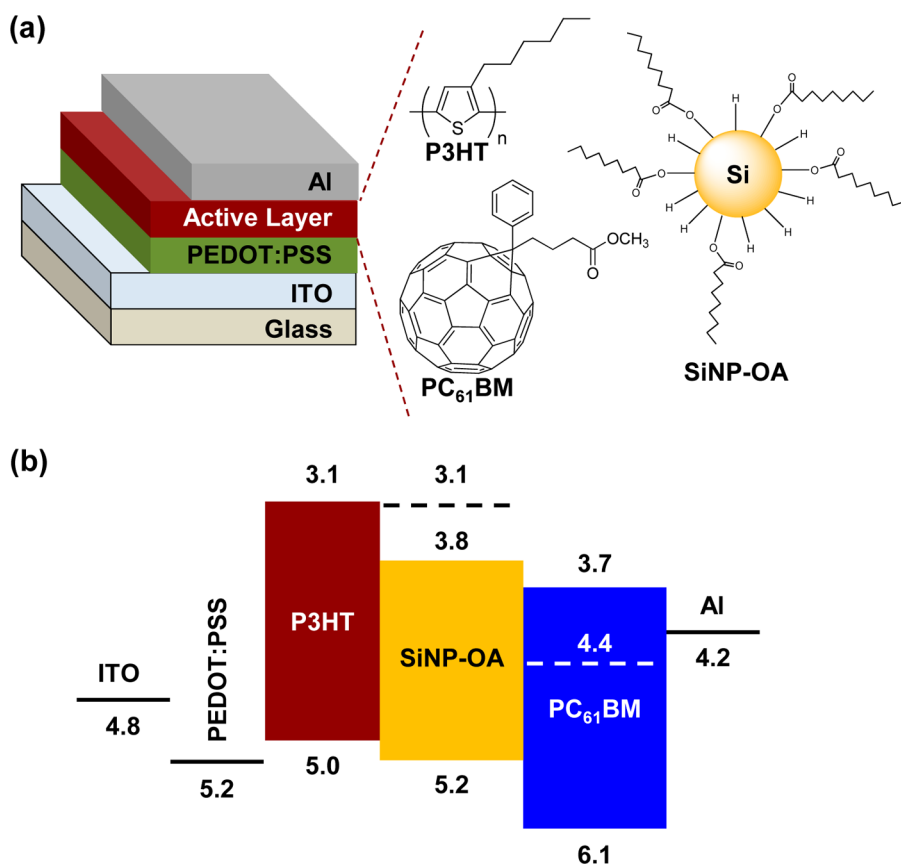 (a)
Al
Active Layer
PEDOT:PSS
ITO
Glass
S
n
P3HT
OCH₃
O
PC₆₁BM
O
O
H
O
O
H
H
O
O
Si
O
O
H
H
H
H
H
H
O
O
SiNP-OA
(b)
3.1
3.1
3.8
3.7
P3HT
SiNP-OA
4.4
PC₆₁BM
Al
4.2
ITO
4.8
PEDOT:PSS
5.2
5.0
5.2
6.1